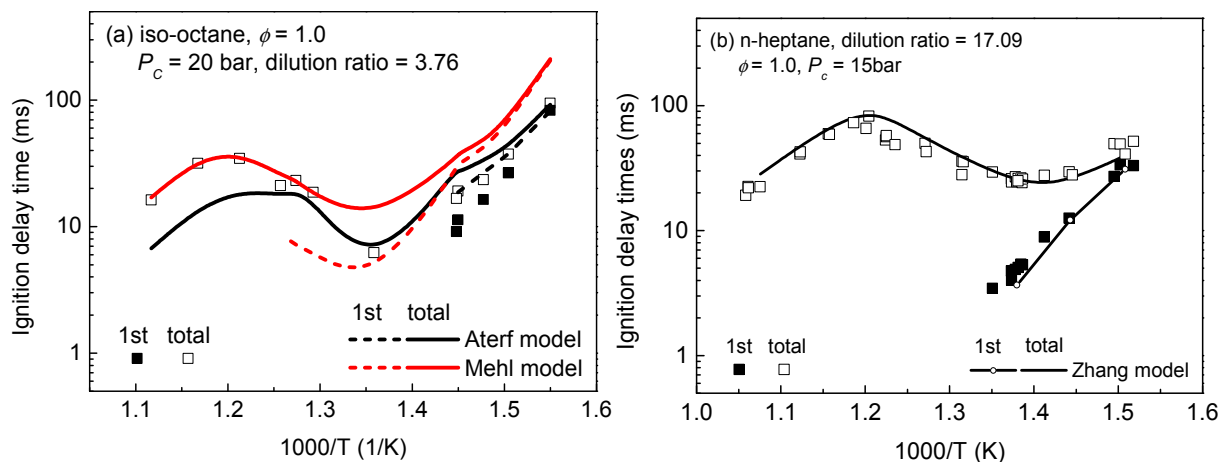 (a) iso-octane, ϕ = 1.0
P_C = 20 bar, dilution ratio = 3.76
Ignition delay time (ms)
100
10
1
1st total
1st total
Aterf model
Mehl model
1.1 1.2 1.3 1.4 1.5 1.6
1000/T (1/K)
(b) n-heptane, dilution ratio = 17.09
ϕ = 1.0, P_C = 15bar
Ignition delay times (ms)
100
10
1
1st total
1st total
Zhang model
1.0 1.1 1.2 1.3 1.4 1.5 1.6
1000/T (K)